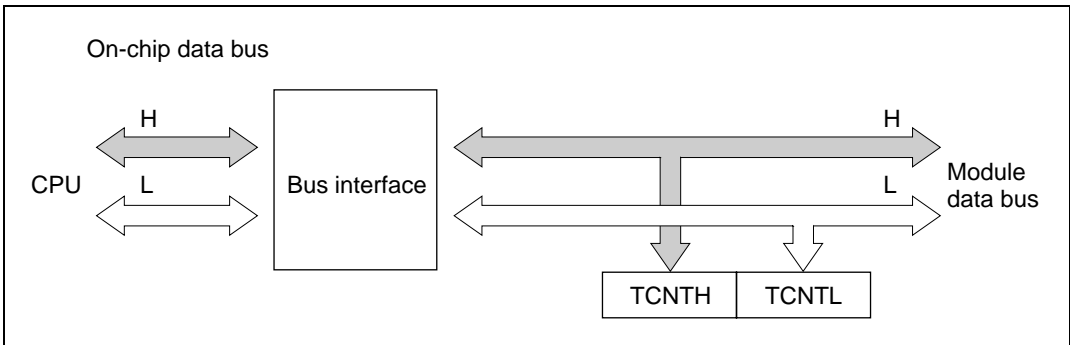 On-chip data bus
H
H
CPU
L
Bus interface
L
Module
data bus
TCNTH
TCNTL